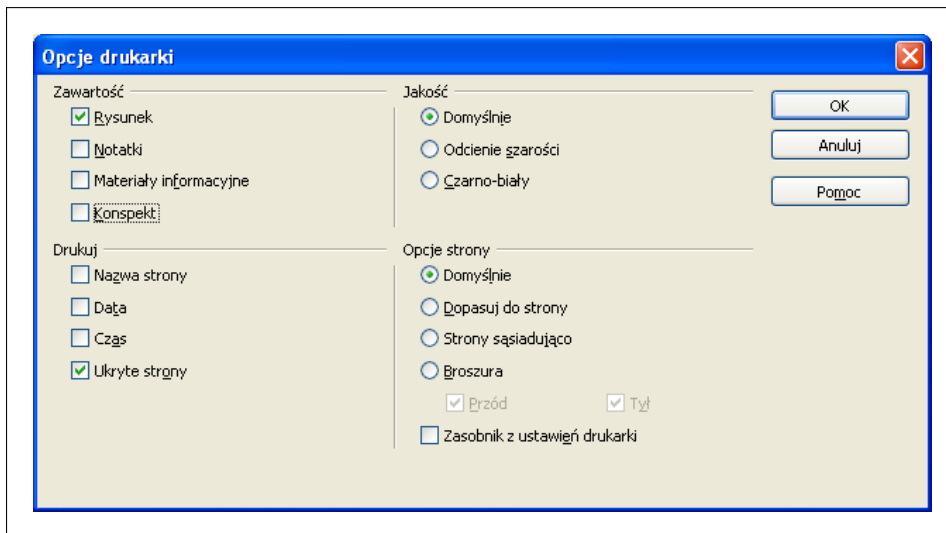 Opcje drukarki
Zawartość
Rysunek
Notatki
Materiały informacyjne
Konspekt
Jakość
Domyślnie
Odcienie szarości
Czarno-biały
OK
Anuluj
Pomoc
Drukuj
Nazwa strony
Data
Czas
Ukryte strony
Opcje strony
Domyślnie
Dopasuj do strony
Strony sąsiadująco
Broszura
Przód
Tył
Zasobnik z ustawień drukarki